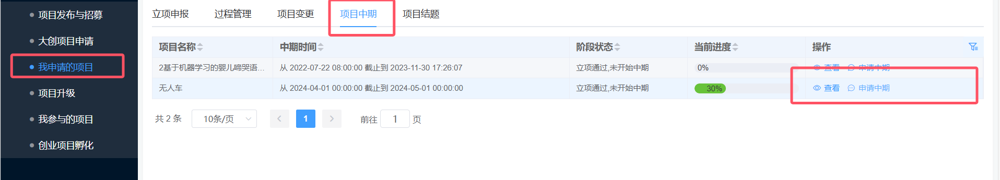 项目发布与招募
大创项目申请
我申请的项目
项目升级
我参与的项目
创业项目孵化
立项申报 过程管理 项目变更 项目中期 项目结题
项目名称 中期时间 阶段状态 当前进度 操作
2基于机器学习的婴儿啼哭语... 从 2022-07-22 08:00:00 截止到 2023-11-30 17:26:07 立项通过,未开始中期 0% 查看 申请中期
无人车 从 2024-04-01 00:00:00 截止到 2024-05-01 00:00:00 立项通过,未开始中期 30% 查看 申请中期
共 2 条 10条/页 1 前往 1 页